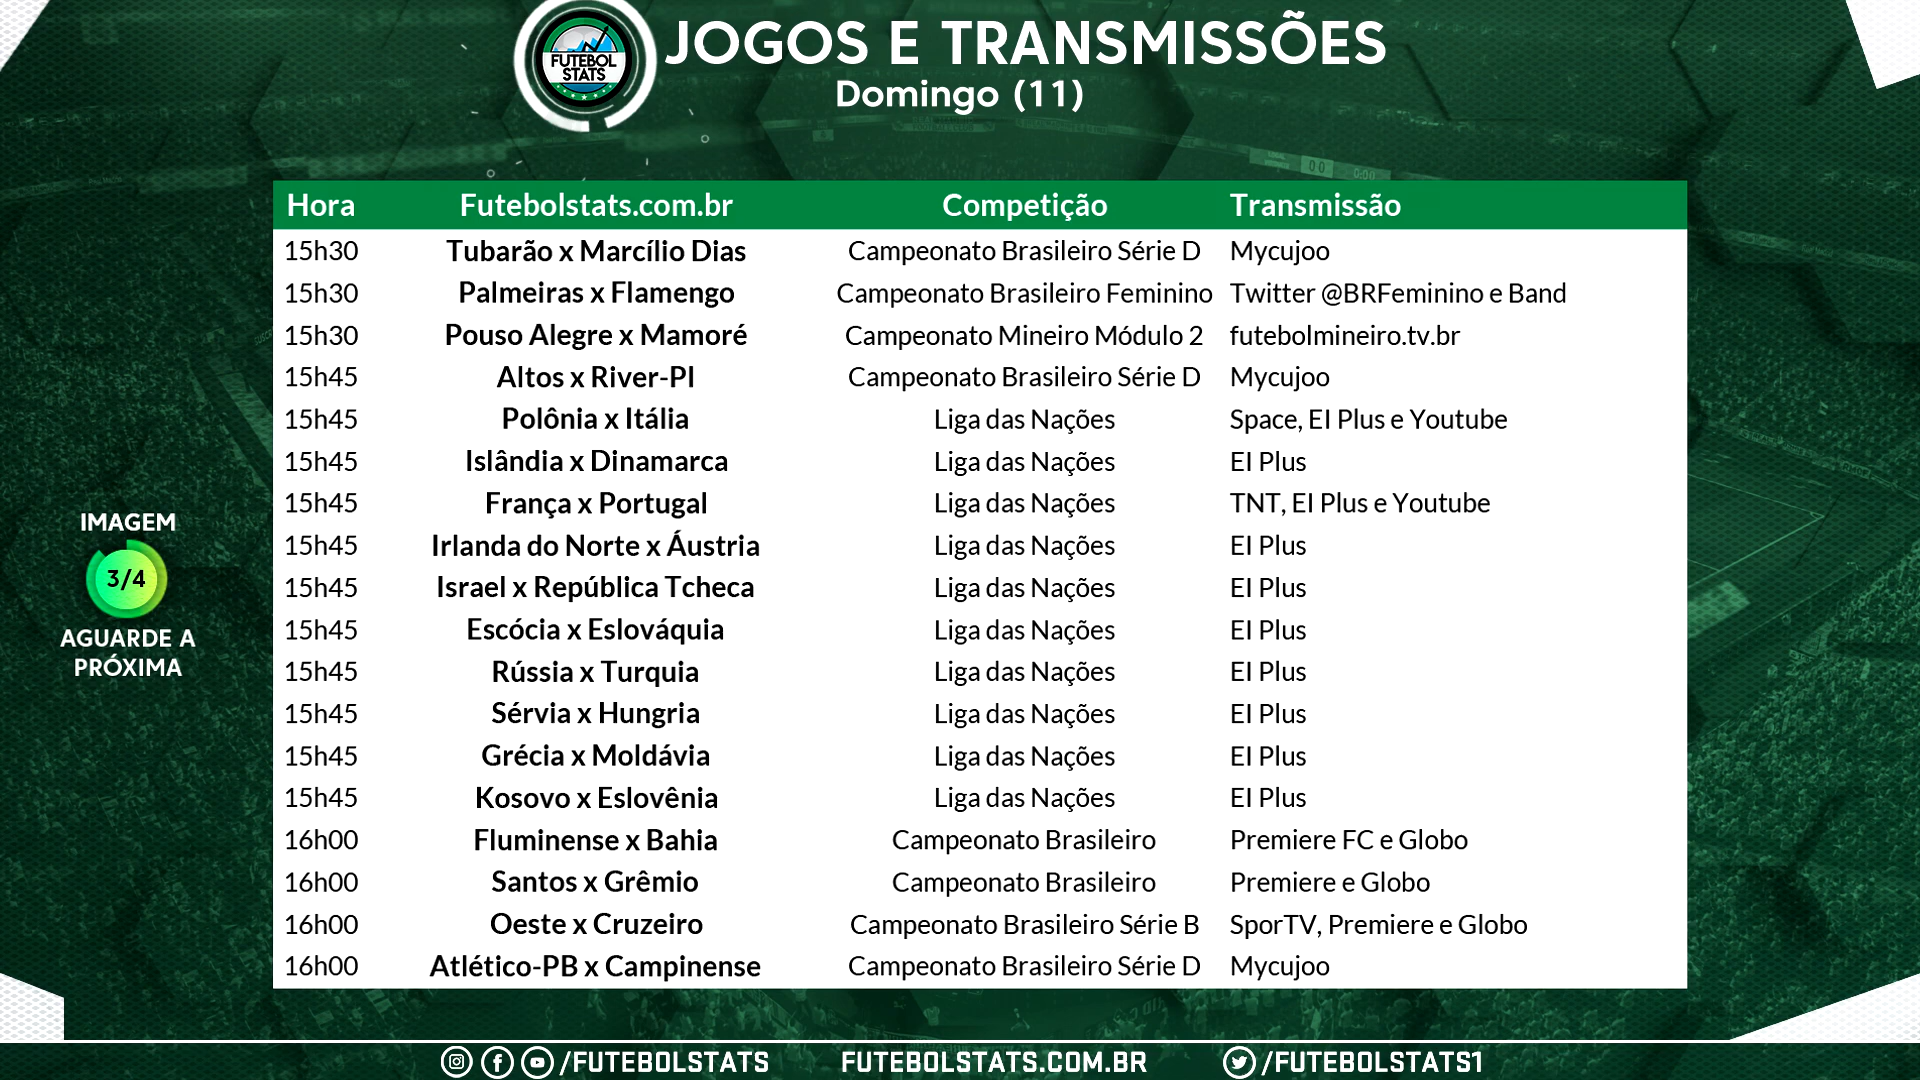 FUTEBOL
STATS
JOGOS E TRANSMISSÕES
Domingo (11)
Hora Futebolstats.com.br Competição Transmissão
15h30 Tubarão x Marcílio Dias Campeonato Brasileiro Série D Mycujoo
15h30 Palmeiras x Flamengo Campeonato Brasileiro Feminino Twitter @BRFeminino e Band
15h30 Pouso Alegre x Mamoré Campeonato Mineiro Módulo 2 futebolmineiro.tv.br
15h45 Altos x River-PI Campeonato Brasileiro Série D Mycujoo
15h45 Polônia x Itália Liga das Nações Space, EI Plus e Youtube
15h45 Islândia x Dinamarca Liga das Nações EI Plus
15h45 França x Portugal Liga das Nações TNT, EI Plus e Youtube
15h45 Irlanda do Norte x Áustria Liga das Nações EI Plus
15h45 Israel x República Tcheca Liga das Nações EI Plus
15h45 Escócia x Eslováquia Liga das Nações EI Plus
15h45 Rússia x Turquia Liga das Nações EI Plus
15h45 Sérvia x Hungria Liga das Nações EI Plus
15h45 Grécia x Moldávia Liga das Nações EI Plus
15h45 Kosovo x Eslovênia Liga das Nações EI Plus
16h00 Fluminense x Bahia Campeonato Brasileiro Premiere FC e Globo
16h00 Santos x Grêmio Campeonato Brasileiro Premiere e Globo
16h00 Oeste x Cruzeiro Campeonato Brasileiro Série B SporTV, Premiere e Globo
16h00 Atlético-PB x Campinense Campeonato Brasileiro Série D Mycujoo
IMAGEM
3/4
AGUARDE A
PRÓXIMA
/FUTEBOLSTATS FUTEBOLSTATS.COM.BR /FUTEBOLSTATS1